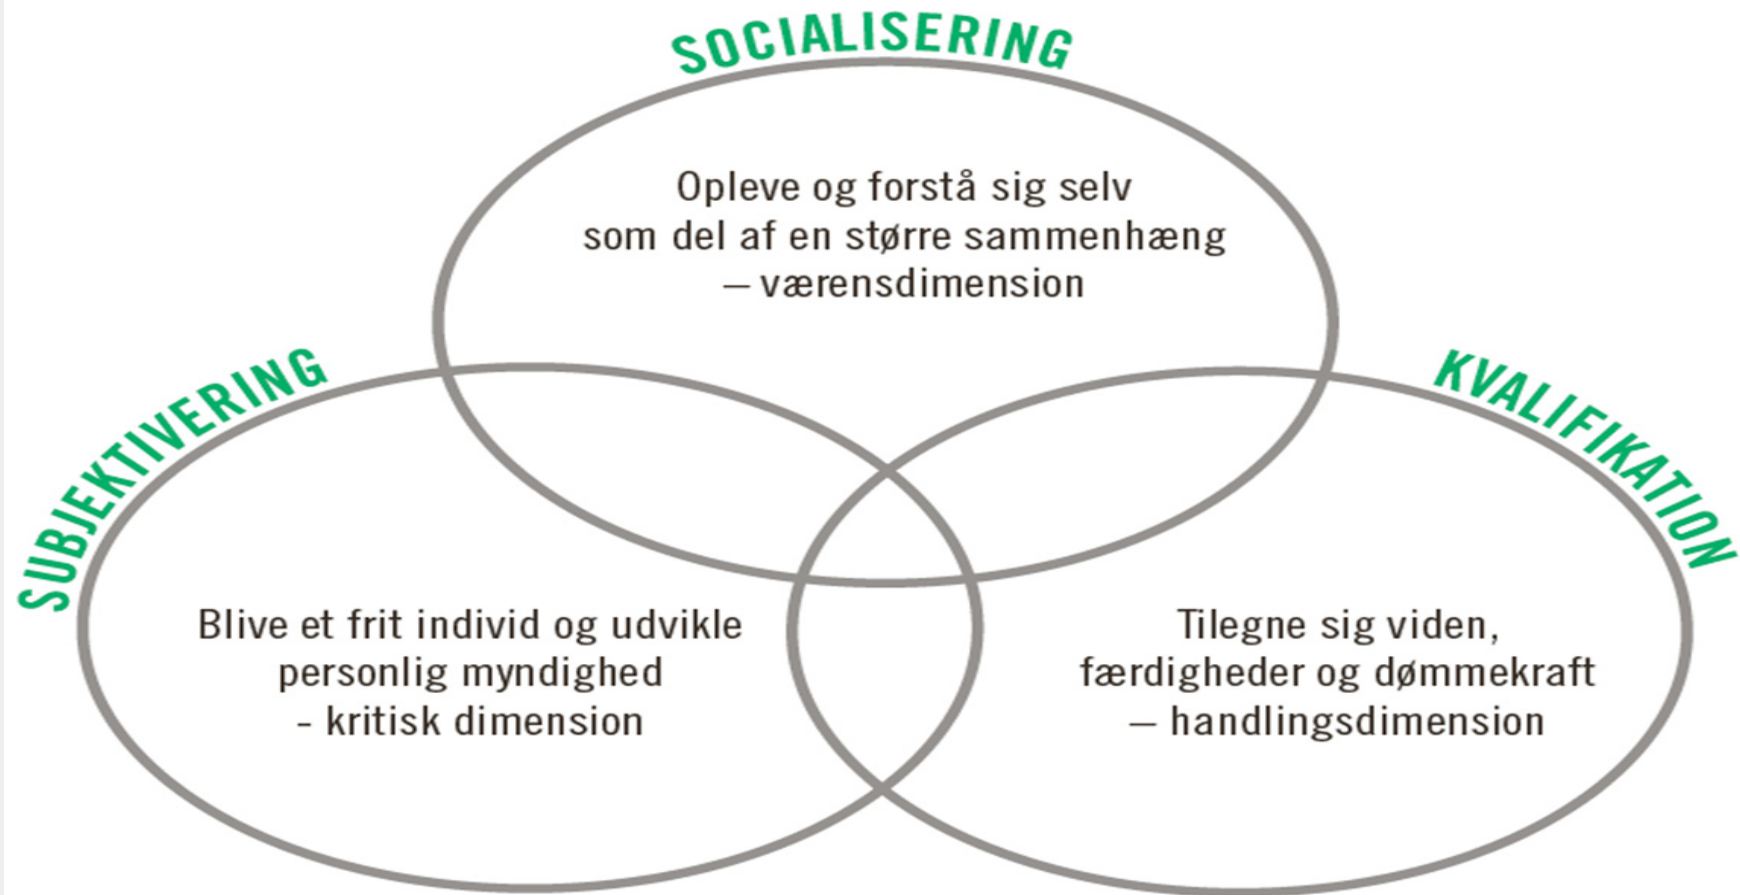 SOCIALISERING
Opleve og forstå sig selv
som del af en større sammenhæng
– værensdimension
SUBJEKTIVERING
Blive et frit individ og udvikle
personlig myndighed
- kritisk dimension
KVALIFIKATION
Tilegne sig viden,
færdigheder og dømmekraft
– handlingsdimension